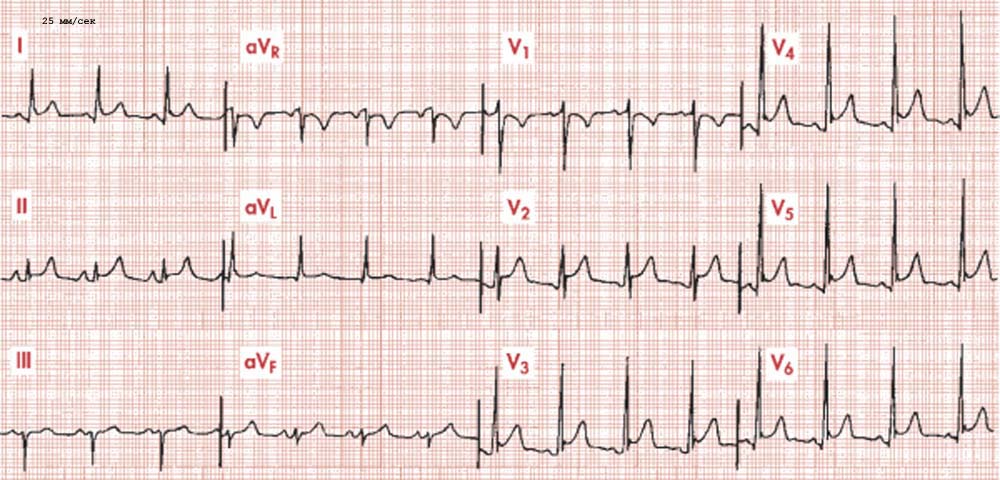 25 мм/сек
I aVR V1 V4
II aVL V2 V5
III aVF V3 V6